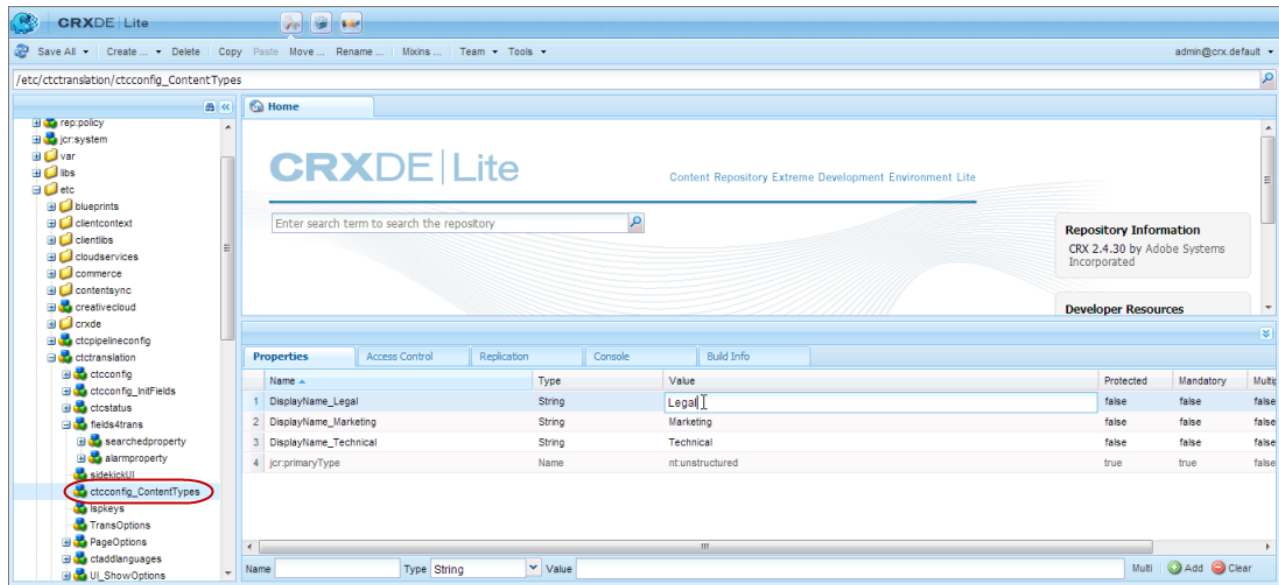 CRXDE | Lite
Save All Create ... Delete Copy Paste Move ... Rename ... Mixins ... Team Tools admin@crx.default
/etc/ctctranslation/ctcconfig_ContentTypes
Home
rep:policy
jcr:system
var
libs
etc
blueprints
clientcontext
clientlibs
cloudservices
commerce
contentsync
creativecloud
crxde
ctcpipelineconfig
ctctranslation
ctcconfig
ctcconfig_InitFields
ctcstatus
fields4trans
searchedproperty
alarmproperty
sidekickUI
ctcconfig_ContentTypes
lspkeys
TransOptions
PageOptions
ctaddlanguages
UI_ShowOptions
CRXDE | Lite
Content Repository Extreme Development Environment Lite
Enter search term to search the repository
Repository Information
CRX 2.4.30 by Adobe Systems
Incorporated
Developer Resources
Properties Access Control Replication Console Build Info
Name Type Value Protected Mandatory Multip
1 DisplayName_Legal String Legal false false false
2 DisplayName_Marketing String Marketing false false false
3 DisplayName_Technical String Technical false false false
4 jcr:primaryType Name nt:unstructured true true false
Name Type String Value Multi Add Clear